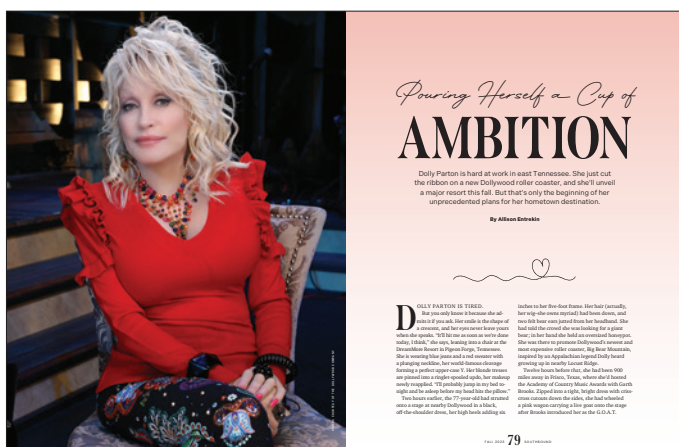 Pouring Herself a Cup of
AMBITION
Dolly Parton is hard at work in east Tennessee. She just cut
the ribbon on a new Dollywood roller coaster, and she'll unveil
a major resort this fall. But that's only the beginning of her
unprecedented plans for her hometown destination.
By Allison Entrekin
DOLLY PARTON IS TIRED.
But you only know it because she ad-
mits it if you ask. Her smile is the shape of
a crescent, and her eyes never leave yours
when she speaks. "It'll hit me as soon as we're done
today, I think," she says, leaning into a chair at the
DreamMore Resort in Pigeon Forge, Tennessee.
She is wearing blue jeans and a red sweater with
a plunging neckline, her world-famous cleavage
forming a perfect upper-case Y. Her blonde tresses
are pinned into a ringlet-spooled updo, her makeup
newly reapplied. "I'll probably jump in my bed to-
night and be asleep before my head hits the pillow."
Two hours earlier, the 77-year-old had strutted
onto a stage at nearby Dollywood in a black,
off-the-shoulder dress, her high heels adding six
inches to her five-foot frame. Her hair (actually,
her wig–she owns myriad) had been down, and
two felt bear ears jutted from her headband. She
had told the crowd she was looking for a giant
bear; in her hand she held an oversized honeypot.
She was there to promote Dollywood's newest and
most expensive roller coaster, Big Bear Mountain,
inspired by an Appalachian legend Dolly heard
growing up in nearby Locust Ridge.
Twelve hours before that, she had been 900
miles away in Frisco, Texas, where she'd hosted
the Academy of Country Music Awards with Garth
Brooks. Zipped into a tight, bright dress with criss-
cross cutouts down the sides, she had wheeled
a pink wagon carrying a live goat onto the stage
after Brooks introduced her as the G.O.A.T.
FALL 2023 79 SOUTHBOUND